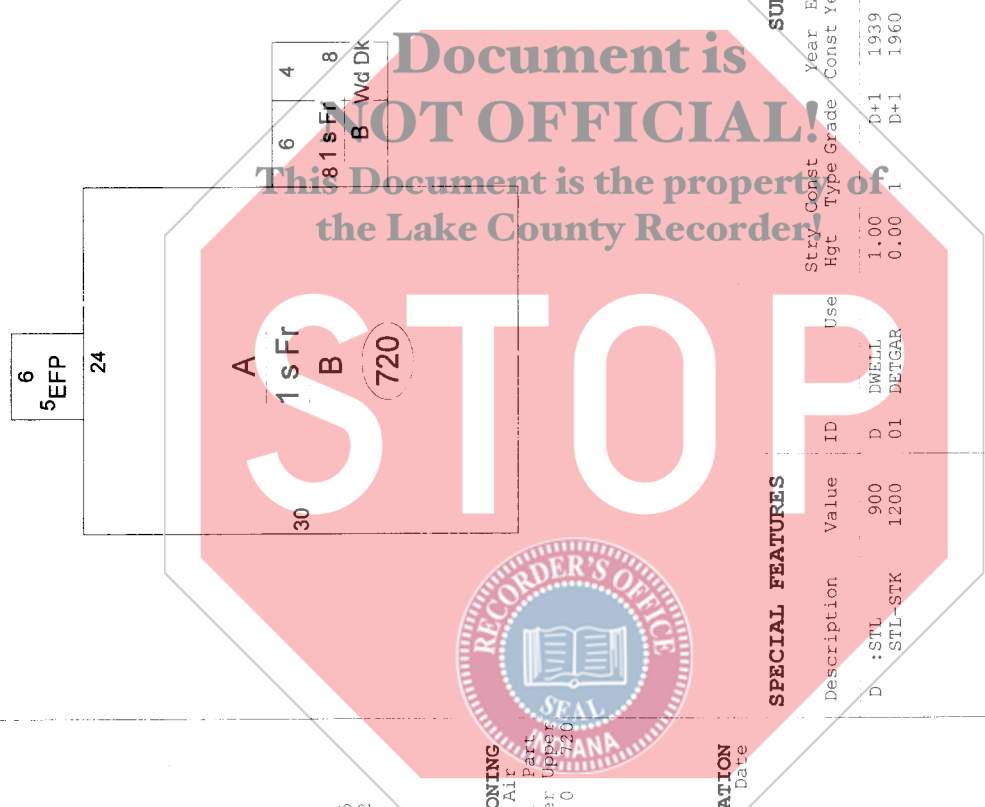 Document is
NOT OFFICIAL!
This Document is the property of
the Lake County Recorder!
STOP
RECORDER'S OFFICE
SEAL
INDIANA
6
5 EFP
24
30
A
1 s Fr
B
720
6
4
8 1 s Fr
8
B
Wd Dk
SPECIAL FEATURES
Description Value
D :STL 900
:STL-STK 1200
Stry Const Year
ID Use Hgt Type Grade Const
D DWELL 1.00 D+1 1939
01 DETGAR 0.00 1 D+1 1960
Air
Part
Upper
0 720
Date